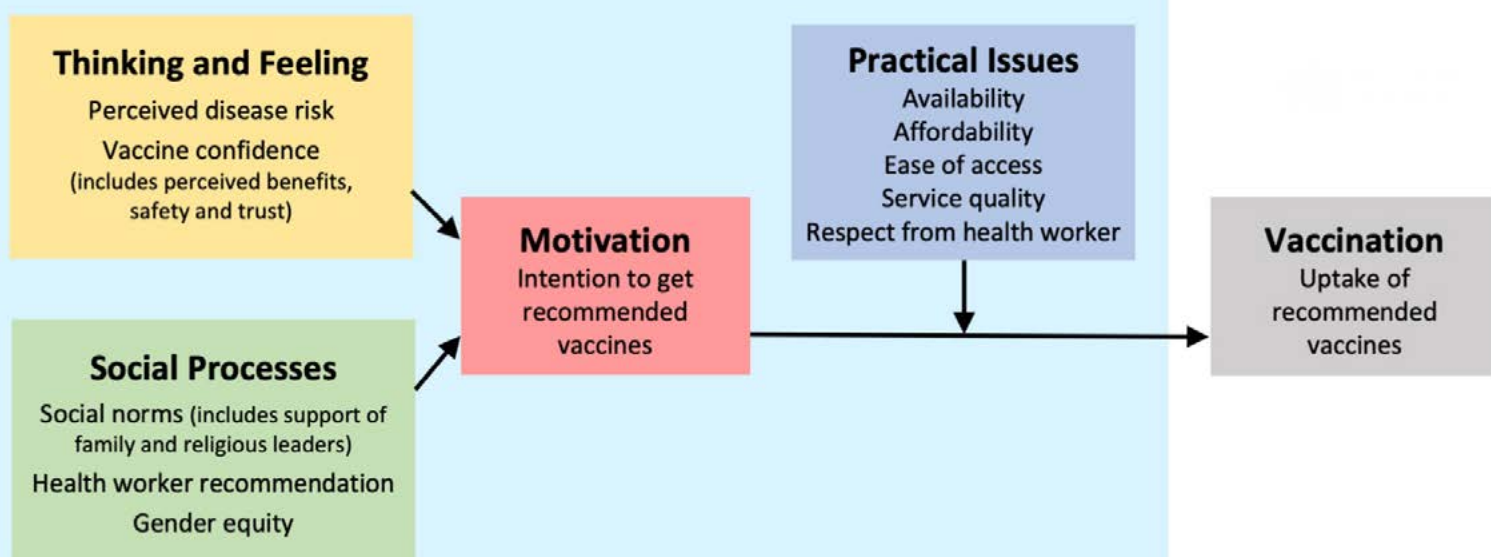 Thinking and Feeling
Perceived disease risk
Vaccine confidence
(includes perceived benefits,
safety and trust)
Social Processes
Social norms (includes support of
family and religious leaders)
Health worker recommendation
Gender equity
Motivation
Intention to get
recommended
vaccines
Practical Issues
Availability
Affordability
Ease of access
Service quality
Respect from health worker
Vaccination
Uptake of
recommended
vaccines